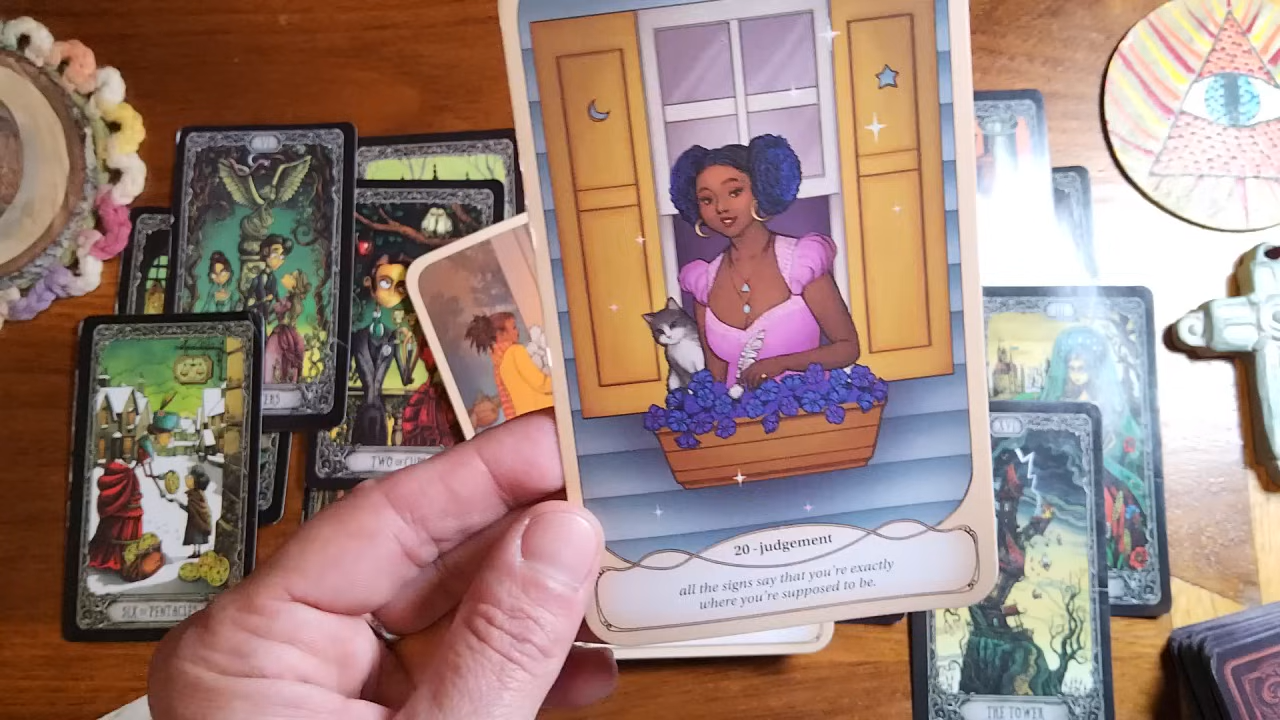 XVI
TWO OF CUPS
SIX OF PENTACLES
20 - judgement
all the signs say that you're exactly
where you're supposed to be.
THE TOWER